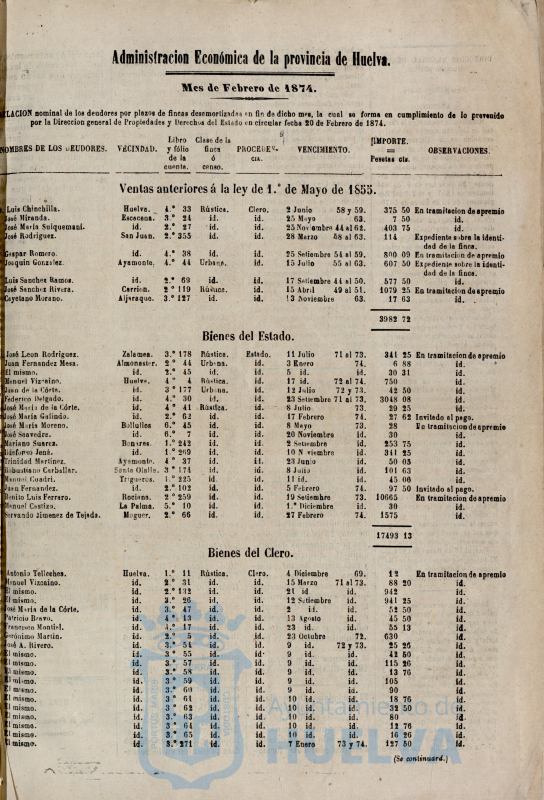 Administracion Económica de la provincia de Huelva.
Mes de Febrero de 1874.
RELACION nominal de los deudores por plazos de fincas desamortizadas en fin de dicho mes, la cual se forma en cumplimiento de lo prevenido
por la Direccion general de Propiedades y Derechos del Estado en circular fecha 20 de Febrero de 1874.
NOMBRES DE LOS DEUDORES. VECINDAD. Libro y fólio de la cuenta. Clase de la finca ó censo. PROCEDENCIA. VENCIMIENTO. IMPORTE. = Pesetas cts. OBSERVACIONES.
Ventas anteriores á la ley de 1.º de Mayo de 1855.
Luis Chinchilla. Huelva. 4.º 33 Rústica. Clero. 2 Junio 58 y 59. 375 50 En tramitacion de apremio
José Miranda. Escacena. 3.º 24 id. id. 25 Mayo 63. 7 50 id.
José María Suiquemani. id. 2.º 27 id. id. 25 Noviembre 44 al 62. 403 75 id.
José Rodriguez. San Juan. 2.º 355 id. id. 28 Marzo 58 al 63. 114 Expediente sobre la identi-
dad de la finca.
Gaspar Romero. id. 4.º 38 id. id. 25 Setiembre 54 al 59. 800 09 En tramitacion de apremio
Joaquin Gonzalez. Ayamonte. 4.º 44 Urbana. id. 15 Julio 55 al 63. 607 50 Expediente sobre la identi-
dad de la finca.
Luis Sanchez Ramos. id. 2.º 69 id. id. 17 Setiembre 44 al 50. 577 50 id.
José Sanchez Rivera. Carrion. 2.º 119 Rústica. id. 15 Abril 49 al 51. 1079 25 En tramitacion de apremio
Cayetano Morano. Aljaraque. 3.º 127 id. id. 13 Noviembre 63. 17 63 id.
3982 72
Bienes del Estado.
José Leon Rodriguez. Zalamea. 3.º 178 Rústica. Estado. 11 Julio 71 al 73. 341 25 En tramitacion de apremio
Juan Fernandez Mesa. Almonaster. 2.º 44 Urbana. id. 3 Enero 74. 6 88 id.
El mismo. id. 2.º 45 id. id. 5 id. id. 30 31 id.
Manuel Vizcaino. Huelva. 4.º 4 Rústica id. 17 id. 72 al 74. 750 id.
Juan de la Córte. id. 3.º 177 Urbana. id. 12 Julio 72 y 73. 42 50 id.
Federico Delgado. id. 4.º 30 id. id. 23 Setiembre 71 al 73. 3048 08 id.
José María de la Córte. id. 4.º 41 Rústica. id. 8 Julio 73. 29 25 id.
José María Galindo. id. 2.º 62 id. id. 17 Febrero 74. 27 62 Invitado al pago.
José María Moreno. Bollullos 6.º 45 id. id. 8 Mayo 73. 28 En tramitacion de apremio
José Saavedra. id. 6.º 7 id. id. 20 Noviembre id. 30 id.
Mariano Suarez. Bonares. 1.º 242 id. id. 2 Setiembre id. 253 75 id.
Ildefonso Jená. id. 1.º 269 id. id. 10 Noviembre id. 341 25 id.
Trinidad Martinez. Ayamonte. 4.º 37 id. id. 23 Junio id. 50 05 id.
Robustiano Carballar. Santa Olalla. 3.º 174 id. id. 8 Julio id. 101 63 id.
Manuel Cuadri. Trigueros. 1.º 225 id. id. 11 id. id. 45 00 id.
Juan Fernandez. id. 2.º 102 id. id. 5 Febrero 74. 97 50 Invitado al pago.
Benito Luis Ferrero. Rociana. 2.º 259 id. id. 19 Setiembre 73. 10665 En tramitacion de apremio
Manuel Castizo. La Palma. 5.º 10 id. id. 1.º Diciembre id. 30 id.
Servando Jimenez de Tejada. Moguer. 2.º 66 id. id. 27 Febrero 74. 1575 id.
17493 13
Bienes del Clero.
Antonio Tellechea. Huelva. 1.º 11 Rústica. Clero. 4 Diciembre 69. 12 En tramitacion de apremio
Manuel Vizcaino. id. 2.º 31 id. id. 15 Marzo 71 al 73. 88 20 id.
El mismo. id. 2.º 132 id. id. 21 id id. 942 id.
El mismo. id. 3.º 26 id. id. 12 Setiembre id. 941 25 id.
José María de la Córte. id. 3.º 47 id. id. 2 id. id. 52 50 id.
Patricio Bravo. id. 4.º 13 id. id. 13 Agosto id. 45 50 id.
Francisco Montiel. id. 4.º 17 id. id. 23 id. id. 55 13 id.
Gerónimo Martin. id. 2.º 5 id. id. 23 Octubre 72. 630 id.
José A. Rivero. id. 3.º 54 id. id. 9 id. 72 y 73. 25 26 id.
El mismo. id. 3.º 55 id. id. 9 id. id. 42 50 id.
El mismo. id. 3.º 57 id. id. 9 id. id. 115 26 id.
El mismo. id. 3.º 58 id. id. 9 id. id. 13 76 id.
El mismo. id. 3.º 59 id. id. 9 id. id. 105 id.
El mismo. id. 3.º 60 id. id. 9 id. id. 90 id.
El mismo. id. 3.º 61 id. id. 10 id. id. 18 76 id.
El mismo. id. 3.º 62 id. id. 10 id. id. 32 50 id.
El mismo. id. 3.º 63 id. id. 10 id. id. 80 id.
El mismo. id. 3.º 64 id. id. 10 id. id. 12 76 id.
El mismo. id. 3.º 65 id. id. 10 id. id. 16 26 id.
El mismo. id. 3.º 271 id. id. 7 Enero 73 y 74. 127 50 id.
(Se continuará.)
Ayuntamiento de
HUELVA